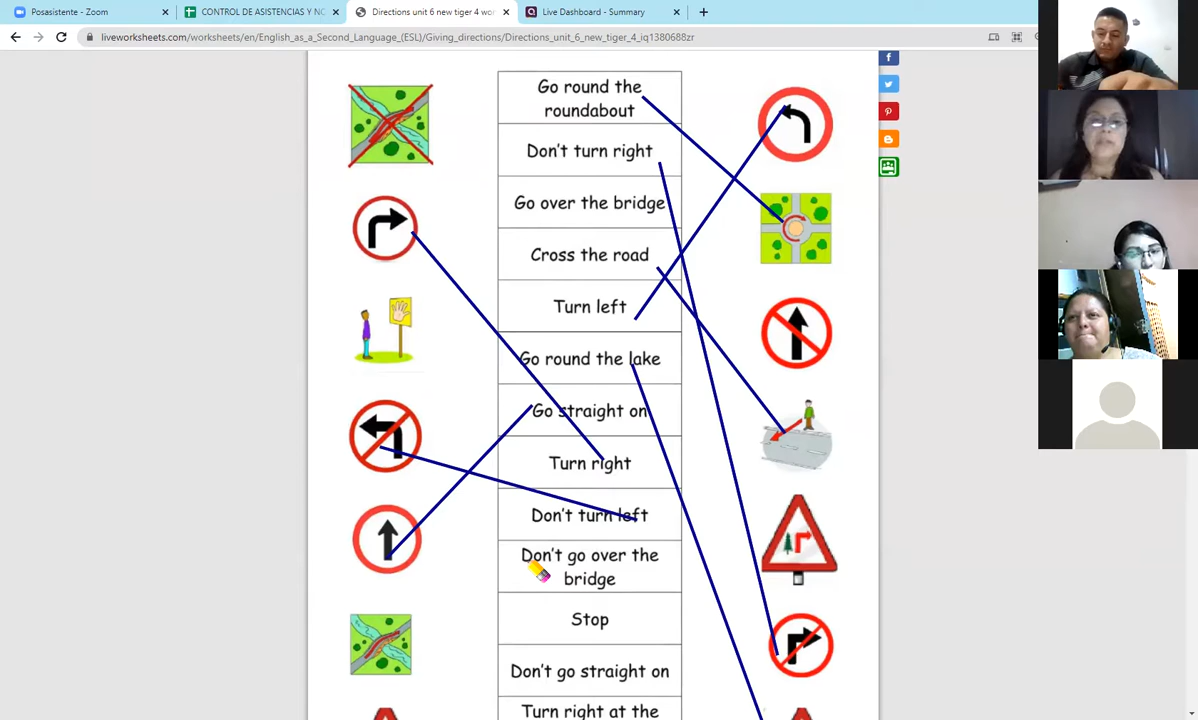 Posasistente - Zoom
CONTROL DE ASISTENCIAS Y NO
Directions unit 6 new tiger 4 wo
Live Dashboard - Summary
liveworksheets.com/worksheets/en/English_as_a_Second_Language_(ESL)/Giving_directions/Directions_unit_6_new_tiger_4_iq1380688zr
Go round the
roundabout
Don't turn right
Go over the bridge
Cross the road
Turn left
Go round the lake
Go straight on
Turn right
Don't turn left
Don't go over the
bridge
Stop
Don't go straight on
Turn right at the